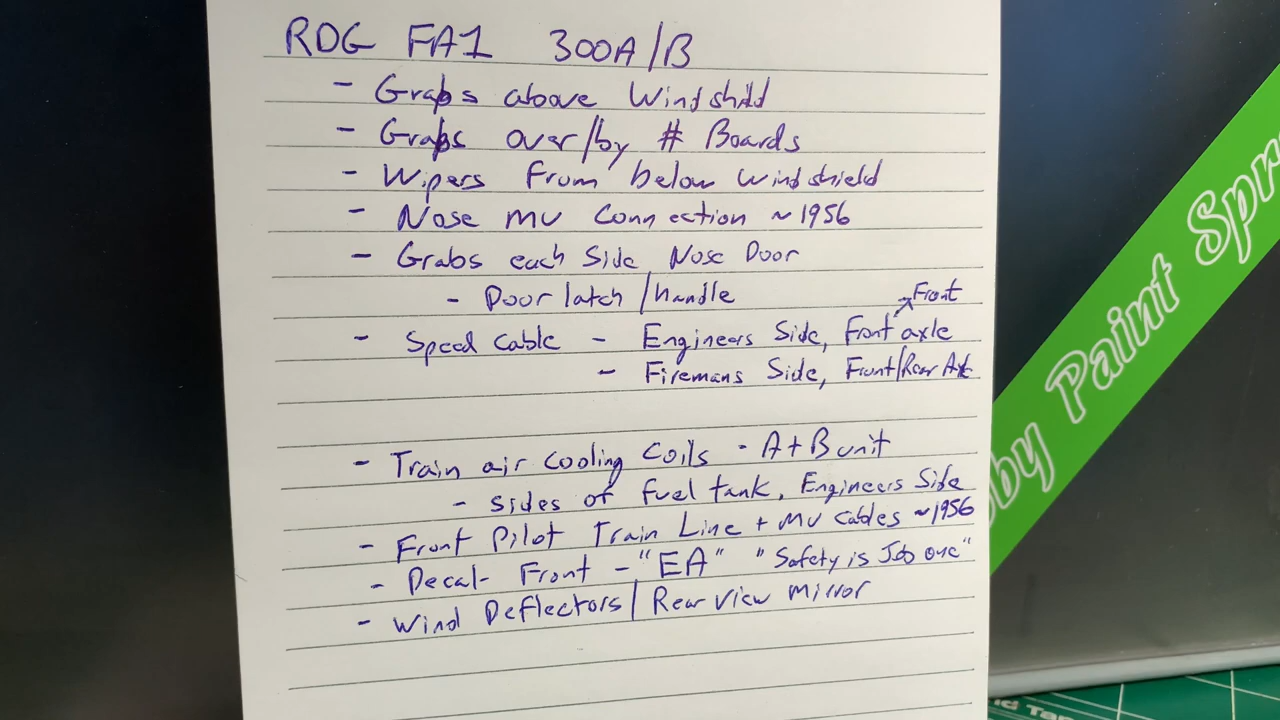 RDG FA1 300A/B
- Grabs above Windshild
- Grabs over/by # Boards
- Wipers from below windshield
- Nose MU Connection ~1956
- Grabs each Side Nose Door
- Door latch/handle
Front
- Speed cable - Engineers Side, Front axle
- Firemans Side, Front/Rear Axle
- Train air cooling Coils - A+B unit
- Sides of fuel tank, Engineers Side
- Front Pilot Train Line + MU Cables ~1956
- Decal- Front - "EA" "Safety is Job one"
- Wind Deflectors/Rear view mirror
by Paint Spr